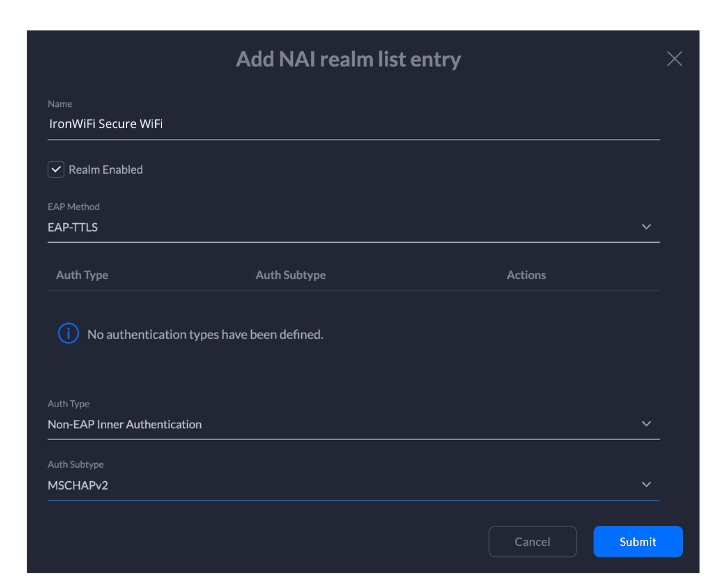 Add NAI realm list entry
Name
IronWiFi Secure WiFi
Realm Enabled
EAP Method
EAP-TTLS
Auth Type Auth Subtype Actions
No authentication types have been defined.
Auth Type
Non-EAP Inner Authentication
Auth Subtype
MSCHAPv2
Cancel Submit